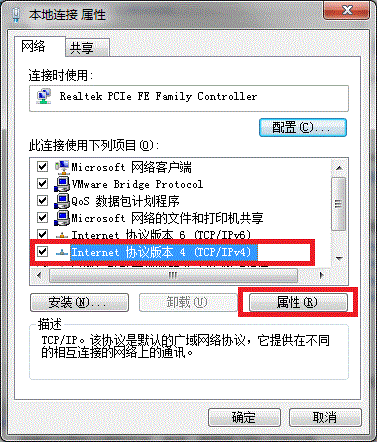 本地连接 属性
网络
共享
连接时使用:
Realtek PCIe FE Family Controller
配置(C)...
此连接使用下列项目(O):
Microsoft 网络客户端
VMware Bridge Protocol
QoS 数据包计划程序
Microsoft 网络的文件和打印机共享
Internet 协议版本 6 (TCP/IPv6)
Internet 协议版本 4 (TCP/IPv4)
安装(N)...
卸载(U)
属性(R)
描述
TCP/IP。该协议是默认的广域网络协议，它提供在不同
的相互连接的网络上的通讯。
确定
取消